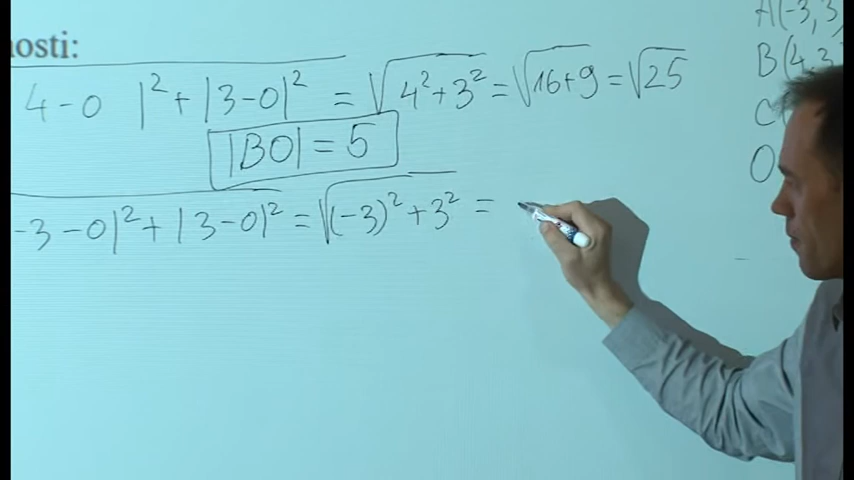 nosti:
4-0 |² + |3-0|² = √4²+3² = √16+9 = √25
|BO| = 5
-3-0|² + |3-0|² = √(-3)² + 3² =
A(-3,3
B(4,3
C
O